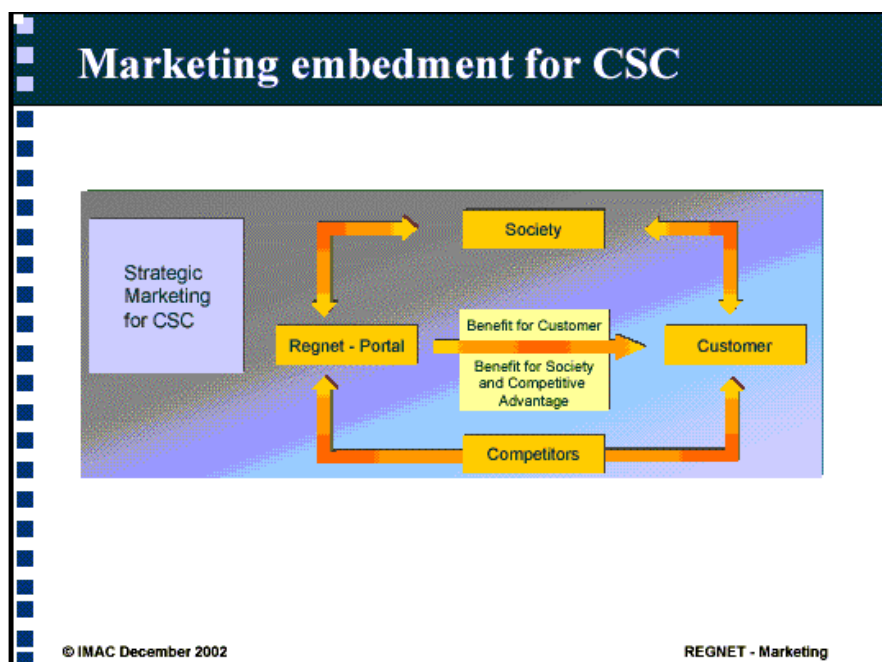 Marketing embedment for CSC
Strategic
Marketing
for CSC
Society
Regnet - Portal
Benefit for Customer
Benefit for Society
and Competitive
Advantage
Customer
Competitors
© IMAC December 2002
REGNET - Marketing